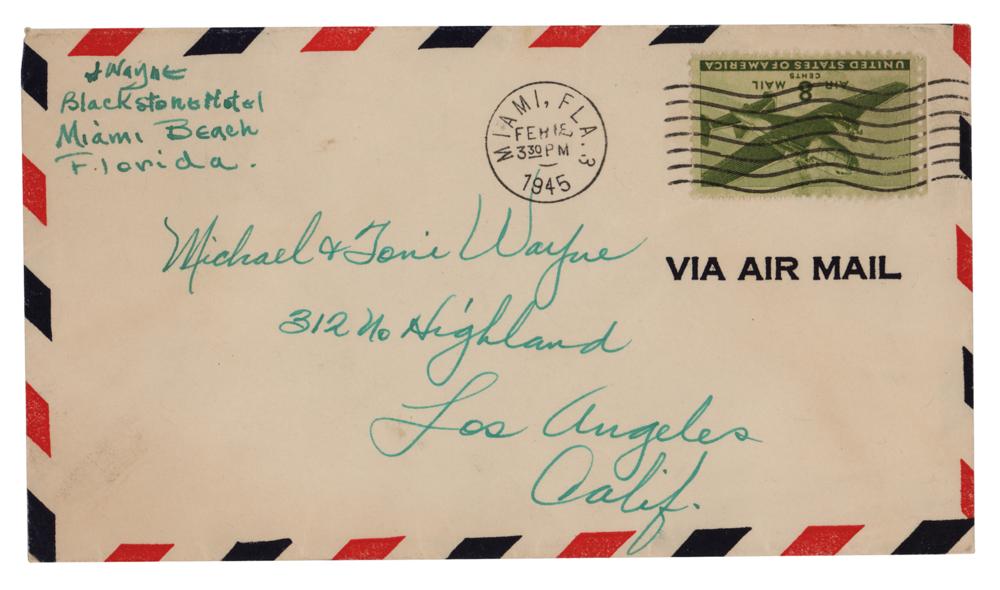 J Wayne
Blackstone Hotel
Miami Beach
Florida.
MIAMI, FLA. 3
FEB 12
3 30 PM
1945
UNITED STATES OF AMERICA
CENTS
AIR 8 MAIL
Michael & Toni Wayne
VIA AIR MAIL
312 No Highland
Los Angeles
Calif.